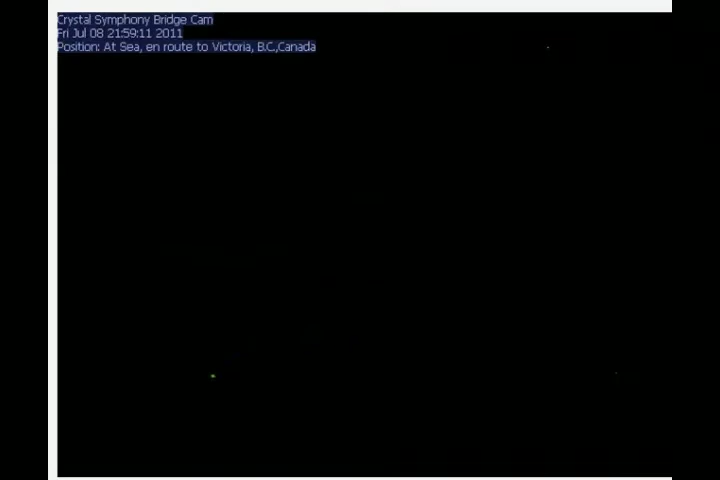 Crystal Symphony Bridge Cam
Fri Jul 08 21:59:11 2011
Position: At Sea, en route to Victoria, B.C.,Canada